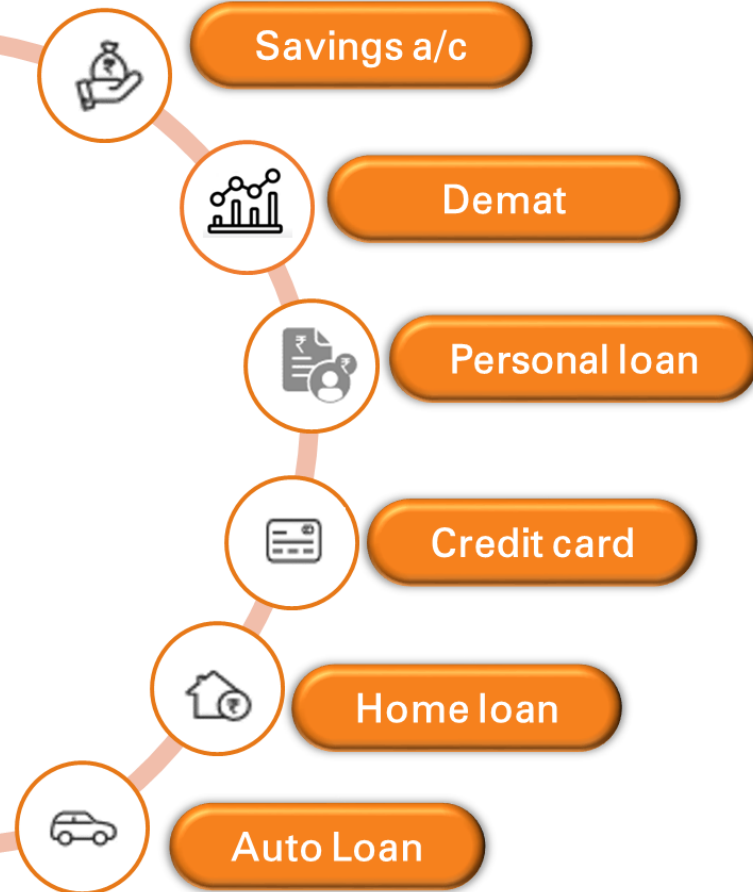 Savings a/c
Demat
Personal loan
Credit card
Home loan
Auto Loan